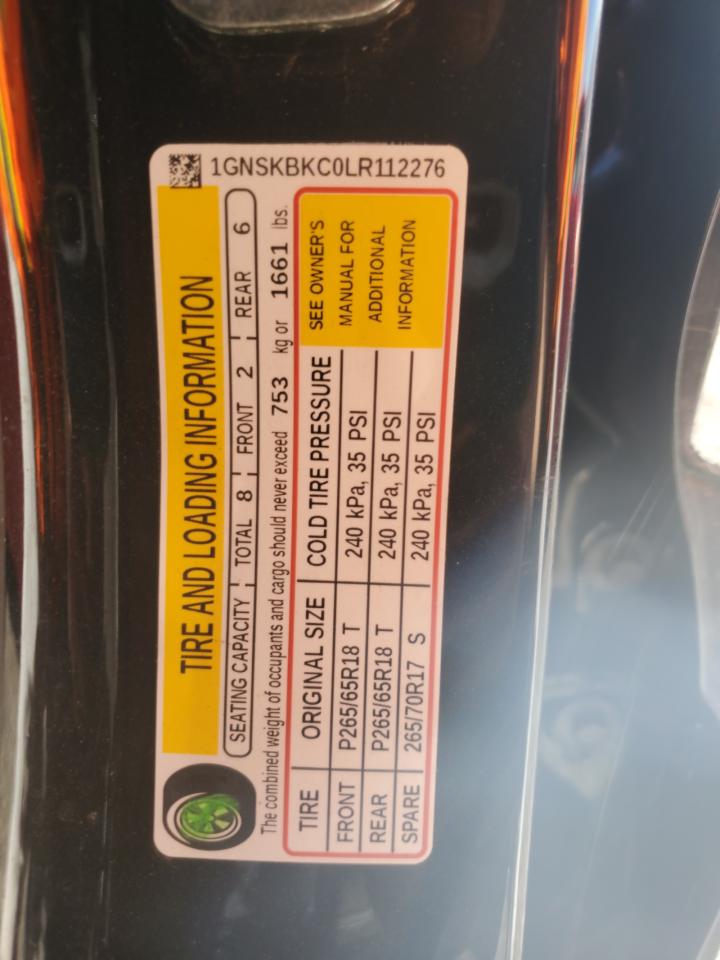 1GNSKBKC0LR112276
TIRE AND LOADING INFORMATION
SEATING CAPACITY TOTAL 8 FRONT 2 REAR 6
The combined weight of occupants and cargo should never exceed 753 kg or 1661 lbs.
TIRE ORIGINAL SIZE COLD TIRE PRESSURE
FRONT P265/65R18 T 240 kPa, 35 PSI
REAR P265/65R18 T 240 kPa, 35 PSI
SPARE 265/70R17 S 240 kPa, 35 PSI
SEE OWNER'S
MANUAL FOR
ADDITIONAL
INFORMATION